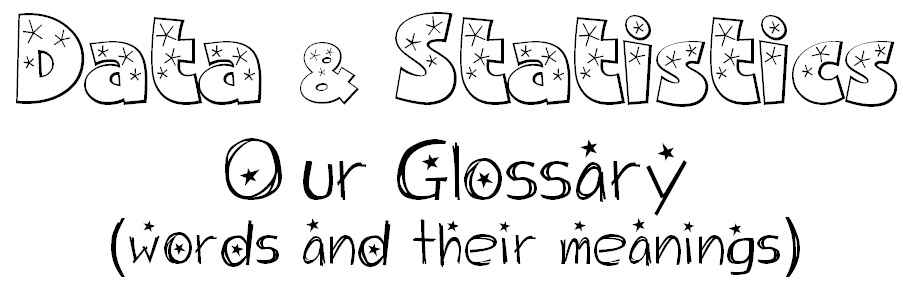 Data & Statistics
Our Glossary
(words and their meanings)